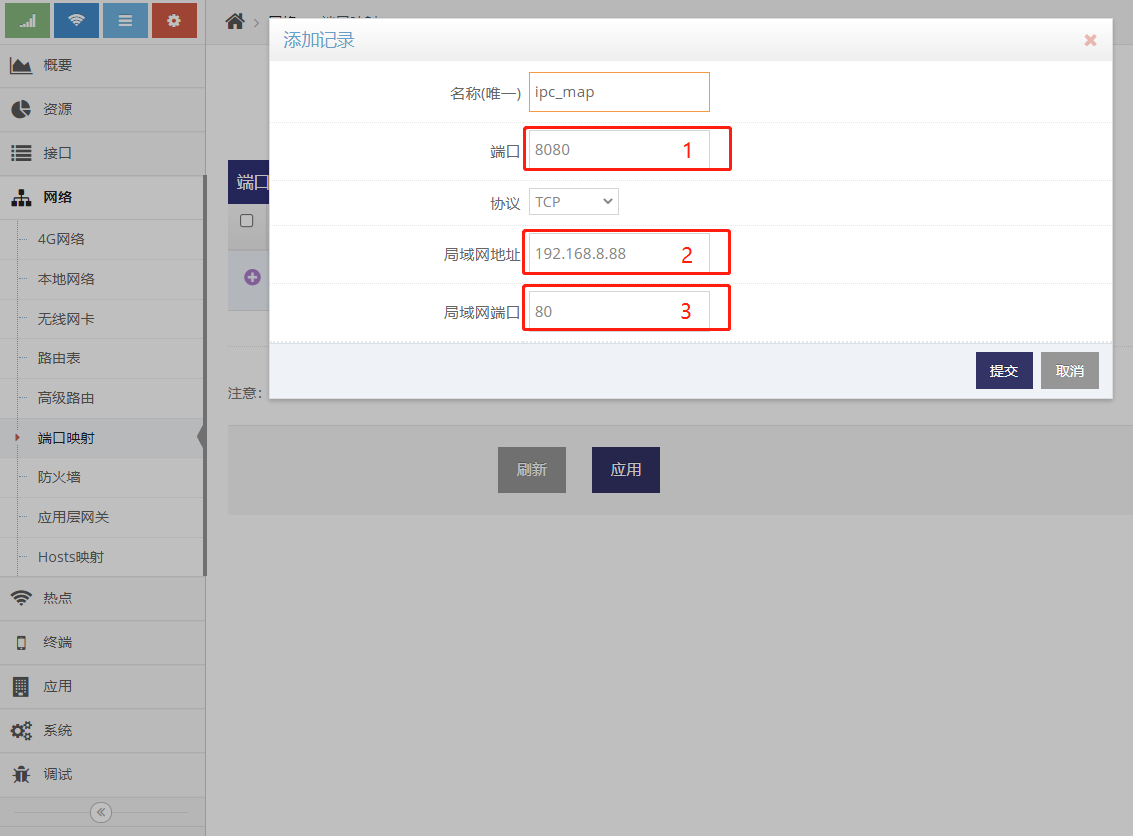 添加记录
名称(唯一) ipc_map
端口 8080 1
协议 TCP
局域网地址 192.168.8.88 2
局域网端口 80 3
提交 取消
概要
资源
接口
网络
4G网络
本地网络
无线网卡
路由表
高级路由
端口映射
防火墙
应用层网关
Hosts映射
热点
终端
应用
系统
调试
端口
注意:
刷新 应用